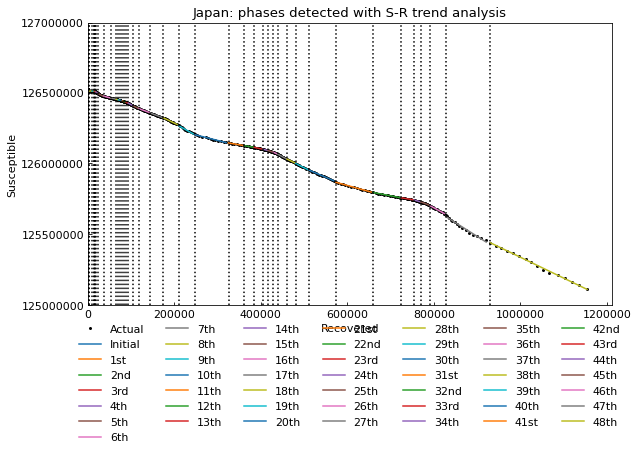 Japan: phases detected with S-R trend analysis
127000000
126500000
126000000
125500000
125000000
Susceptible
0 200000 400000 600000 800000 1000000 1200000
Recovered
Actual 7th 14th 21st 28th 35th 42nd
Initial 8th 15th 22nd 29th 36th 43rd
1st 9th 16th 23rd 30th 37th 44th
2nd 10th 17th 24th 31st 38th 45th
3rd 11th 18th 25th 32nd 39th 46th
4th 12th 19th 26th 33rd 40th 47th
5th 13th 20th 27th 34th 41st 48th
6th